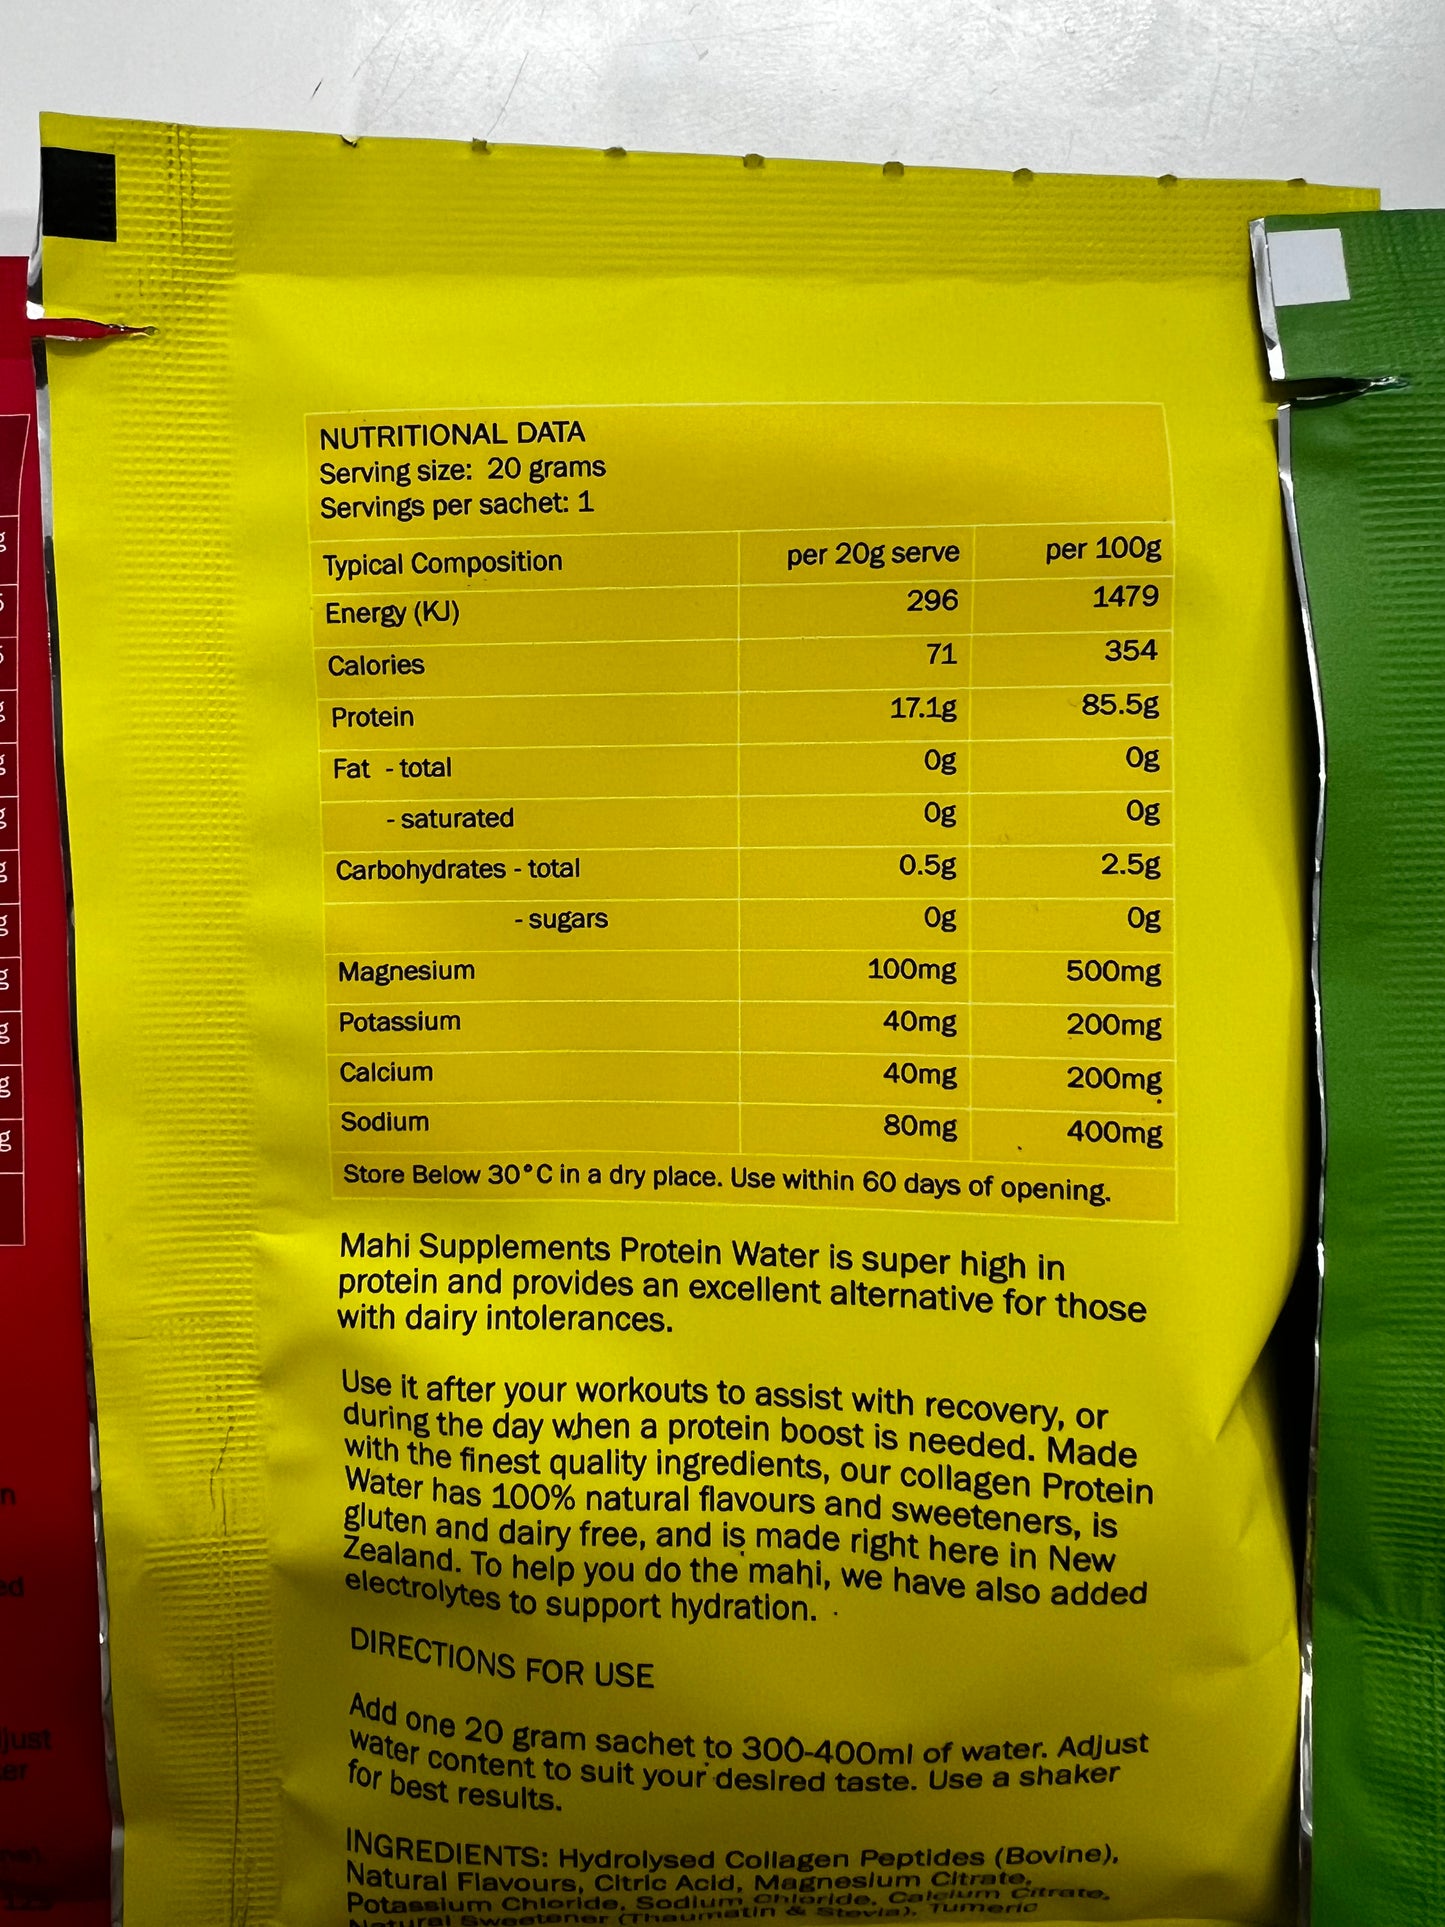 NUTRITIONAL DATA
Serving size: 20 grams
Servings per sachet: 1
Typical Composition per 20g serve per 100g
Energy (KJ) 296 1479
Calories 71 354
Protein 17.1g 85.5g
Fat - total 0g 0g
- saturated 0g 0g
Carbohydrates - total 0.5g 2.5g
- sugars 0g 0g
Magnesium 100mg 500mg
Potassium 40mg 200mg
Calcium 40mg 200mg
Sodium 80mg 400mg
Store Below 30°C in a dry place. Use within 60 days of opening.
Mahi Supplements Protein Water is super high in
protein and provides an excellent alternative for those
with dairy intolerances.
Use it after your workouts to assist with recovery, or
during the day when a protein boost is needed. Made
with the finest quality ingredients, our collagen Protein
Water has 100% natural flavours and sweeteners, is
gluten and dairy free, and is made right here in New
Zealand. To help you do the mahi, we have also added
electrolytes to support hydration.
DIRECTIONS FOR USE
Add one 20 gram sachet to 300-400ml of water. Adjust
water content to suit your desired taste. Use a shaker
for best results.
INGREDIENTS: Hydrolysed Collagen Peptides (Bovine),
Natural Flavours, Citric Acid, Magnesium Citrate,
Potassium Chloride, Sodium Chloride, Calcium Citrate,
Natural Sweetener (Thaumatin & Stevia), Tumeric